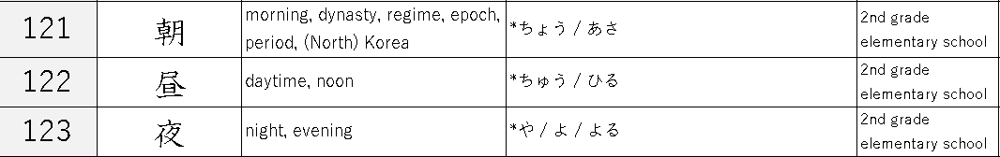 121 朝 morning, dynasty, regime, epoch, period, (North) Korea *ちょう / あさ 2nd grade elementary school
122 昼 daytime, noon *ちゅう / ひる 2nd grade elementary school
123 夜 night, evening *や / よ / よる 2nd grade elementary school